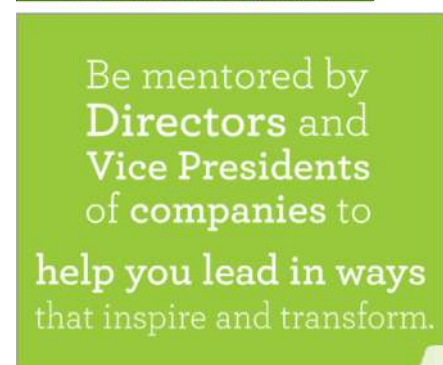 Be mentored by
Directors and
Vice Presidents
of companies to
help you lead in ways
that inspire and transform.